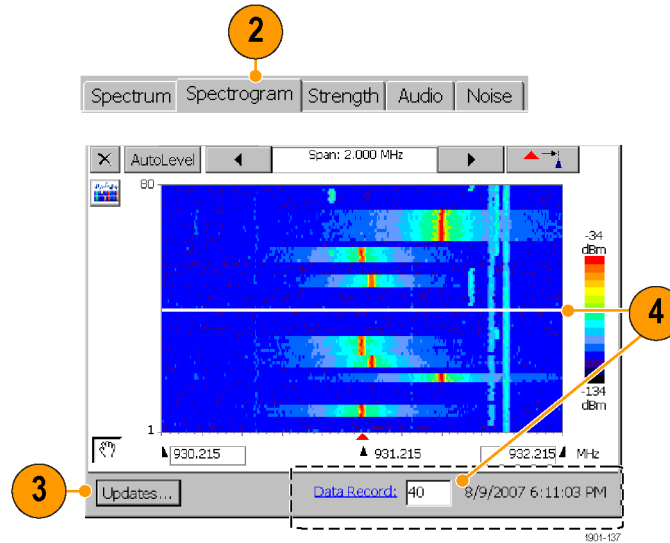 2
Spectrum Spectrogram Strength Audio Noise
AutoLevel Span: 2.000 MHz
80
-34
dBm
4
-134
dBm
1
930.215 931.215 932.215 MHz
3
Updates... Data Record: 40 8/9/2007 6:11:03 PM
1901-137